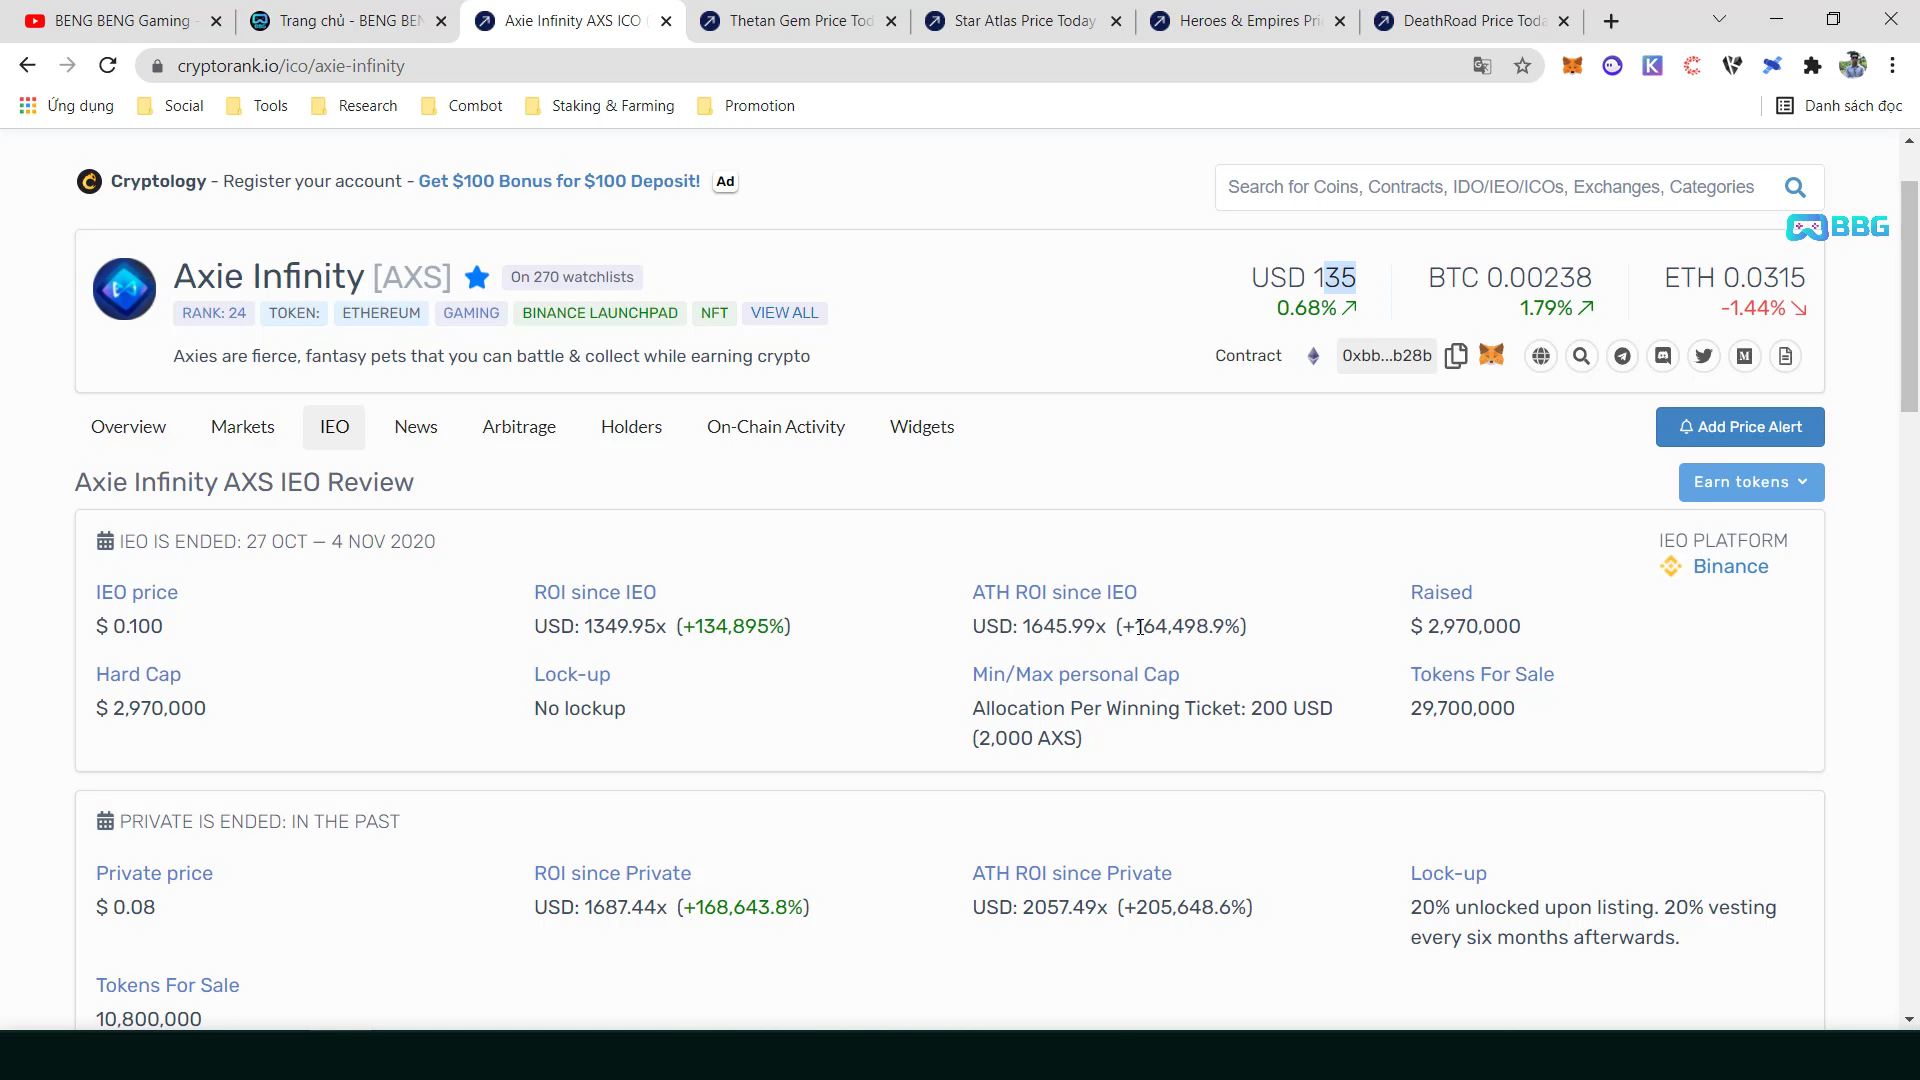 BENG BENG Gaming -
Trang chủ - BENG BEN
Axie Infinity AXS ICO
Thetan Gem Price Tod
Star Atlas Price Today
Heroes & Empires Pri
DeathRoad Price Toda
cryptorank.io/ico/axie-infinity
Ứng dụng
Social
Tools
Research
Combot
Staking & Farming
Promotion
Danh sách đọc
Cryptology - Register your account - Get $100 Bonus for $100 Deposit! Ad
Search for Coins, Contracts, IDO/IEO/ICOs, Exchanges, Categories
BBG
Axie Infinity [AXS]
On 270 watchlists
USD 135
BTC 0.00238
ETH 0.0315
0.68%
1.79%
-1.44%
RANK: 24
TOKEN:
ETHEREUM
GAMING
BINANCE LAUNCHPAD
NFT
VIEW ALL
Axies are fierce, fantasy pets that you can battle & collect while earning crypto
Contract
0xbb...b28b
Overview
Markets
IEO
News
Arbitrage
Holders
On-Chain Activity
Widgets
Add Price Alert
Axie Infinity AXS IEO Review
Earn tokens
IEO IS ENDED: 27 OCT — 4 NOV 2020
IEO PLATFORM
Binance
IEO price
ROI since IEO
ATH ROI since IEO
Raised
$ 0.100
USD: 1349.95x (+134,895%)
USD: 1645.99x (+164,498.9%)
$ 2,970,000
Hard Cap
Lock-up
Min/Max personal Cap
Tokens For Sale
$ 2,970,000
No lockup
Allocation Per Winning Ticket: 200 USD
(2,000 AXS)
29,700,000
PRIVATE IS ENDED: IN THE PAST
Private price
ROI since Private
ATH ROI since Private
Lock-up
$ 0.08
USD: 1687.44x (+168,643.8%)
USD: 2057.49x (+205,648.6%)
20% unlocked upon listing. 20% vesting
every six months afterwards.
Tokens For Sale
10,800,000